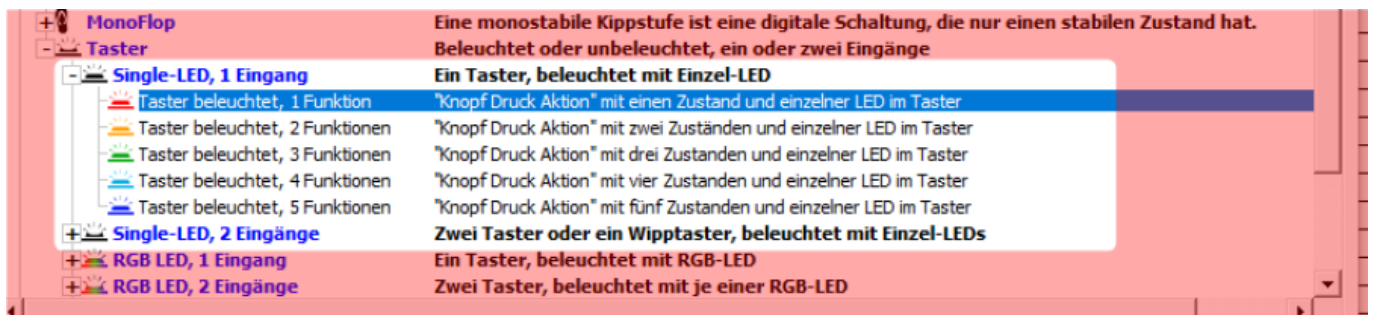 MonoFlop Eine monostabile Kippstufe ist eine digitale Schaltung, die nur einen stabilen Zustand hat.
Taster Beleuchtet oder unbeleuchtet, ein oder zwei Eingänge
Single-LED, 1 Eingang Ein Taster, beleuchtet mit Einzel-LED
Taster beleuchtet, 1 Funktion "Knopf Druck Aktion" mit einen Zustand und einzelner LED im Taster
Taster beleuchtet, 2 Funktionen "Knopf Druck Aktion" mit zwei Zuständen und einzelner LED im Taster
Taster beleuchtet, 3 Funktionen "Knopf Druck Aktion" mit drei Zustanden und einzelner LED im Taster
Taster beleuchtet, 4 Funktionen "Knopf Druck Aktion" mit vier Zustanden und einzelner LED im Taster
Taster beleuchtet, 5 Funktionen "Knopf Druck Aktion" mit fünf Zustanden und einzelner LED im Taster
Single-LED, 2 Eingänge Zwei Taster oder ein Wipptaster, beleuchtet mit Einzel-LEDs
RGB LED, 1 Eingang Ein Taster, beleuchtet mit RGB-LED
RGB LED, 2 Eingänge Zwei Taster, beleuchtet mit je einer RGB-LED